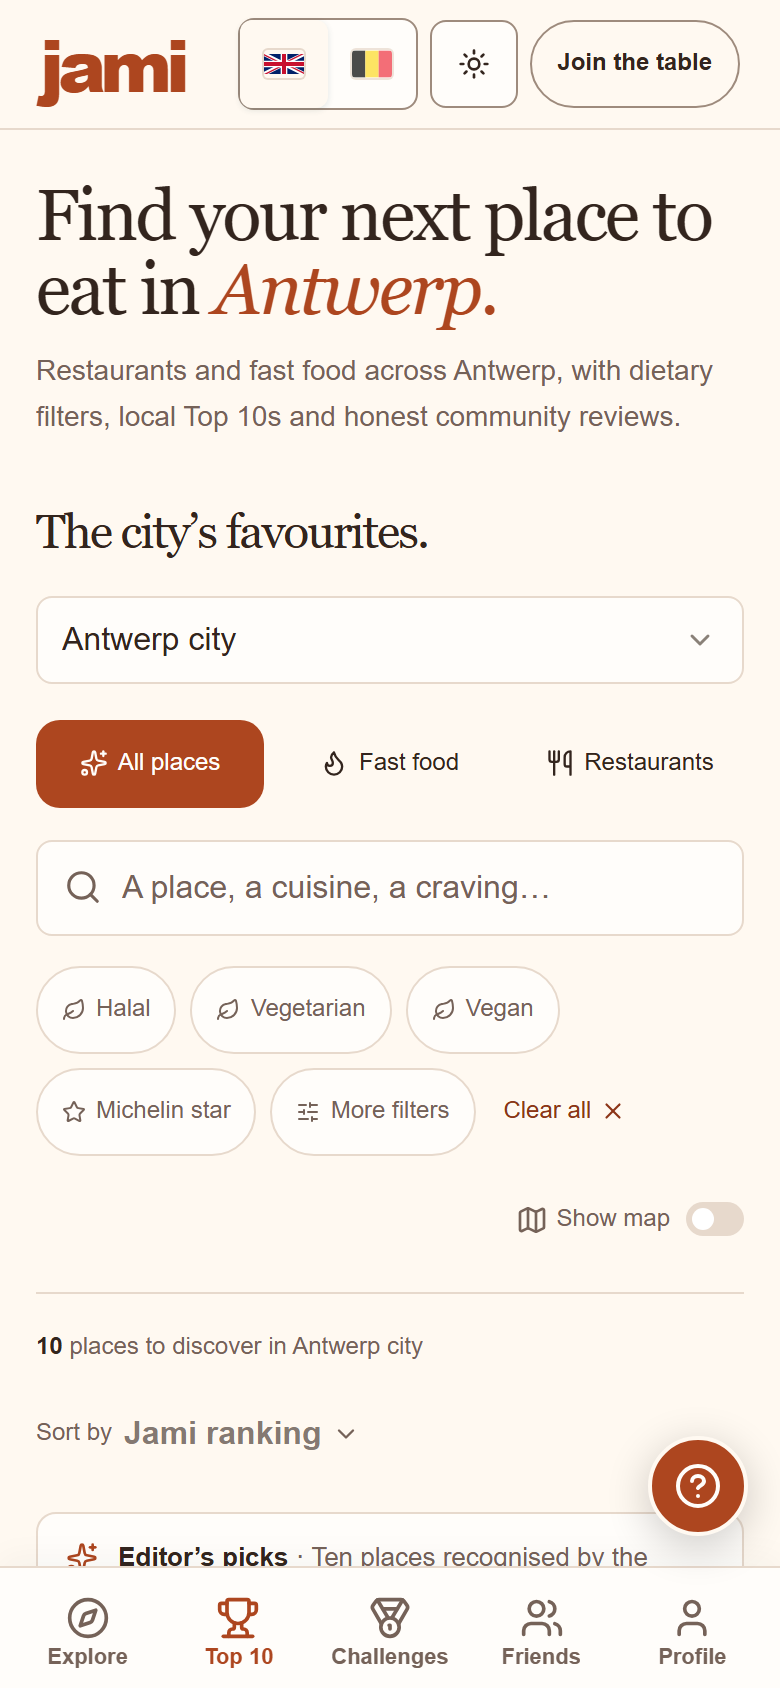 jami
Join the table
Find your next place to
eat in Antwerp.
Restaurants and fast food across Antwerp, with dietary
filters, local Top 10s and honest community reviews.
The city’s favourites.
Antwerp city
All places
Fast food
Restaurants
A place, a cuisine, a craving…
Halal
Vegetarian
Vegan
Michelin star
More filters
Clear all
Show map
10 places to discover in Antwerp city
Sort by Jami ranking
Editor’s picks · Ten places recognised by the
Explore
Top 10
Challenges
Friends
Profile